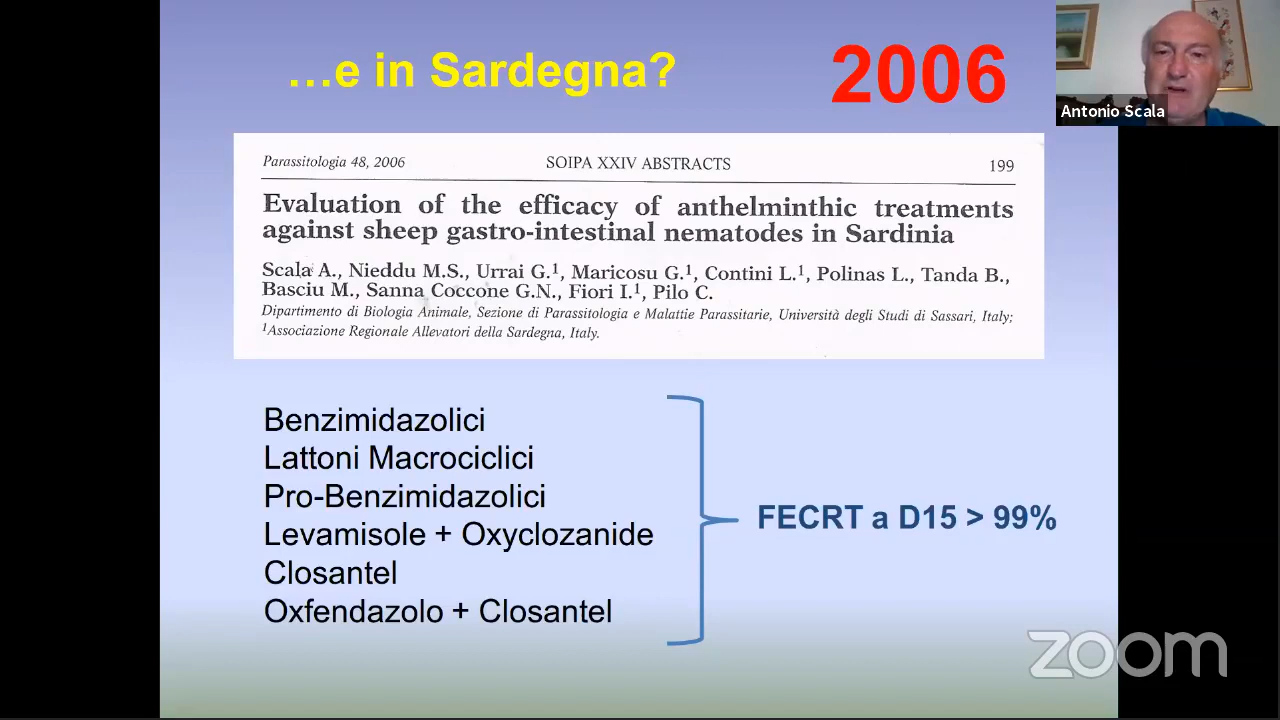 …e in Sardegna?
2006
Antonio Scala
Parassitologia 48, 2006
SOIPA XXIV ABSTRACTS
199
Evaluation of the efficacy of anthelminthic treatments
against sheep gastro-intestinal nematodes in Sardinia
Scala A., Nieddu M.S., Urrai G.¹, Maricosu G.¹, Contini L.¹, Polinas L., Tanda B.,
Basciu M., Sanna Coccone G.N., Fiori I.¹, Pilo C.
Dipartimento di Biologia Animale, Sezione di Parassitologia e Malattie Parassitarie, Università degli Studi di Sassari, Italy;
¹Associazione Regionale Allevatori della Sardegna, Italy.
Benzimidazolici
Lattoni Macrociclici
Pro-Benzimidazolici
Levamisole + Oxyclozanide
Closantel
Oxfendazolo + Closantel
FECRT a D15 > 99%
zoom